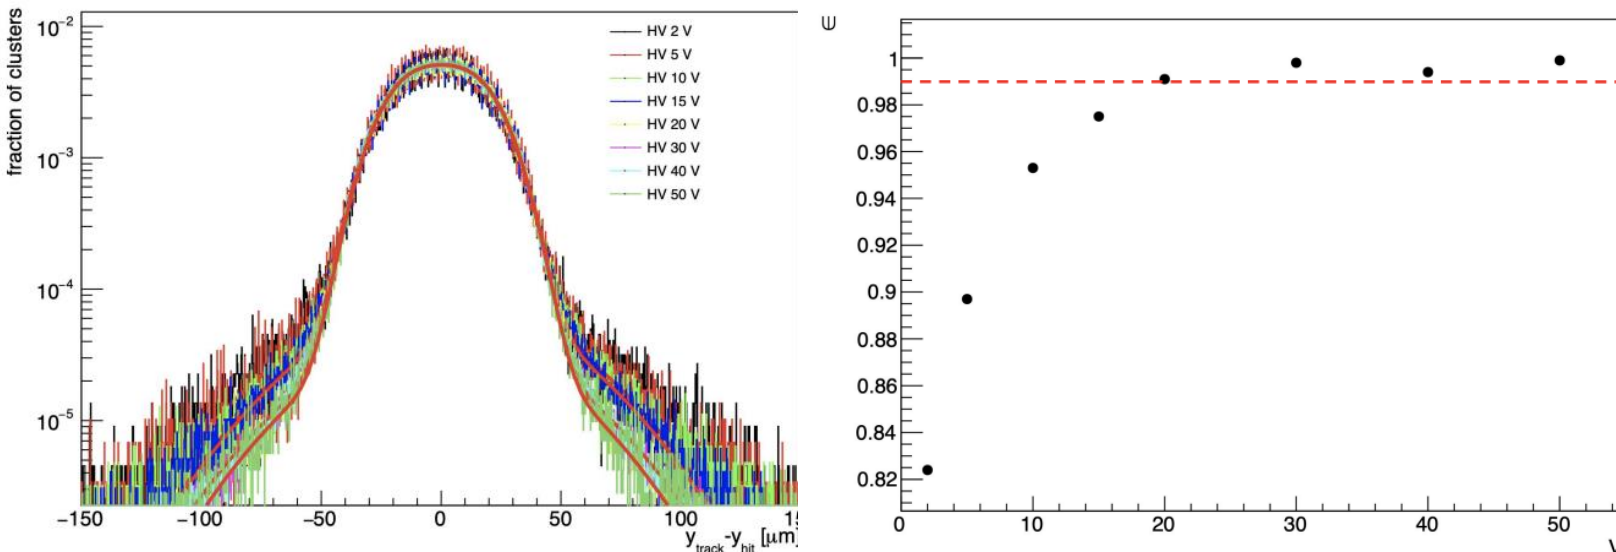 fraction of clusters
10⁻²
10⁻³
10⁻⁴
10⁻⁵
HV 2 V
HV 5 V
HV 10 V
HV 15 V
HV 20 V
HV 30 V
HV 40 V
HV 50 V
−150 −100 −50 0 50 100
y_track-y_hit [μm]
∈
1
0.98
0.96
0.94
0.92
0.9
0.88
0.86
0.84
0.82
0 10 20 30 40 50